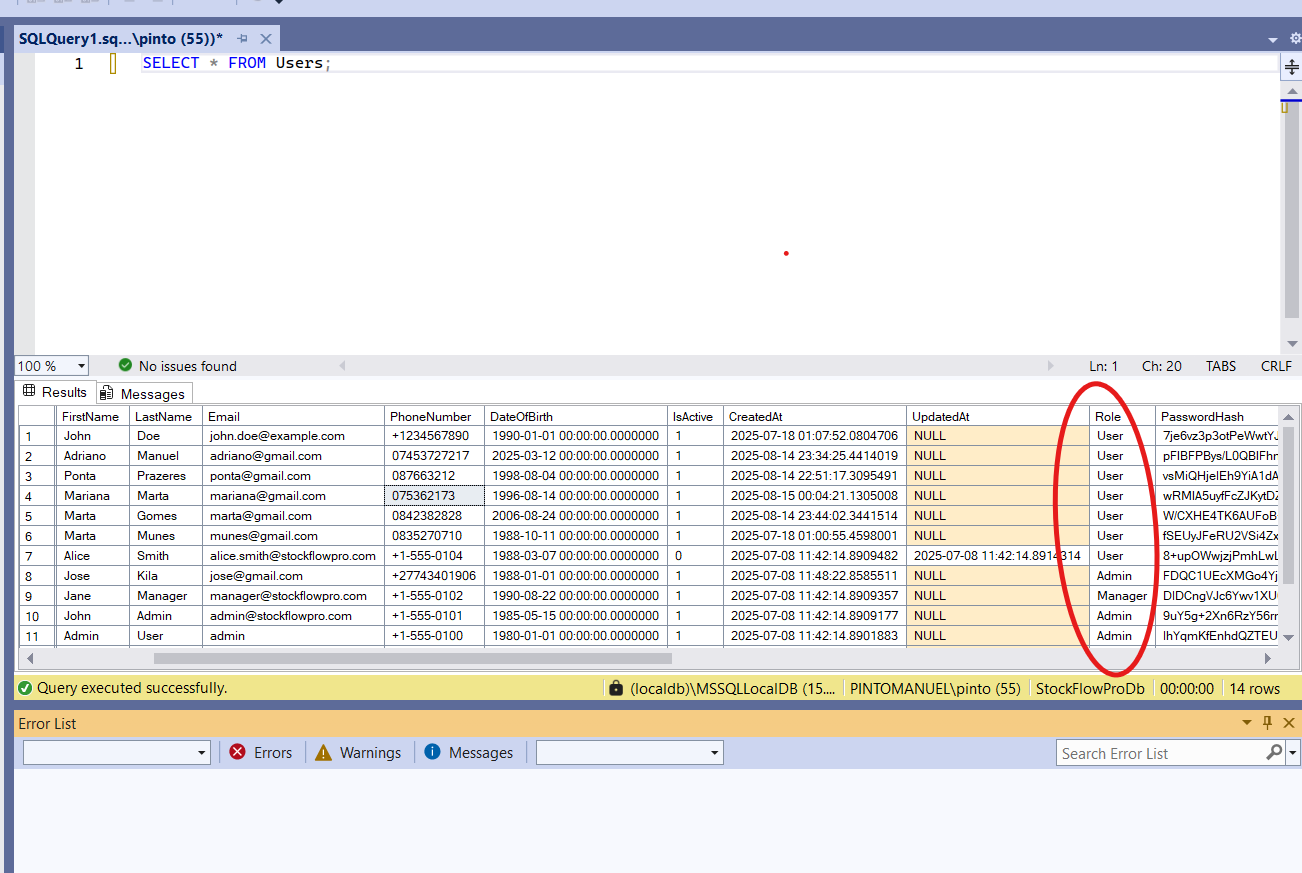 SQLQuery1.sq...\pinto (55))*
1 SELECT * FROM Users;
100 % No issues found Ln: 1 Ch: 20 TABS CRLF
Results Messages
FirstName LastName Email PhoneNumber DateOfBirth IsActive CreatedAt UpdatedAt Role PasswordHash
1 John Doe john.doe@example.com +1234567890 1990-01-01 00:00:00.0000000 1 2025-07-18 01:07:52.0804706 NULL User
2 Adriano Manuel adriano@gmail.com 07453727217 2025-03-12 00:00:00.0000000 1 2025-08-14 23:34:25.4414019 NULL User
3 Ponta Prazeres ponta@gmail.com 087663212 1998-08-04 00:00:00.0000000 1 2025-08-14 22:51:17.3095491 NULL User
4 Mariana Marta mariana@gmail.com 075362173 1996-08-14 00:00:00.0000000 1 2025-08-15 00:04:21.1305008 NULL User
5 Marta Gomes marta@gmail.com 0842382828 2006-08-24 00:00:00.0000000 1 2025-08-14 23:44:02.3441514 NULL User
6 Marta Munes munes@gmail.com 0835270710 1988-10-11 00:00:00.0000000 1 2025-07-18 01:00:55.4598001 NULL User
7 Alice Smith alice.smith@stockflowpro.com +1-555-0104 1988-03-07 00:00:00.0000000 0 2025-07-08 11:42:14.8909482 2025-07-08 11:42:14.8914314 User
8 Jose Kila jose@gmail.com +27743401906 1988-01-01 00:00:00.0000000 1 2025-07-08 11:48:22.8585511 NULL Admin
9 Jane Manager manager@stockflowpro.com +1-555-0102 1990-08-22 00:00:00.0000000 1 2025-07-08 11:42:14.8909357 NULL Manager
10 John Admin admin@stockflowpro.com +1-555-0101 1985-05-15 00:00:00.0000000 1 2025-07-08 11:42:14.8909177 NULL Admin
11 Admin User admin +1-555-0100 1980-01-01 00:00:00.0000000 1 2025-07-08 11:42:14.8901883 NULL Admin
Query executed successfully. (localdb)\MSSQLLocalDB (15.... PINTOMANUEL\pinto (55) StockFlowProDb 00:00:00 14 rows
Error List
Errors Warnings Messages Search Error List